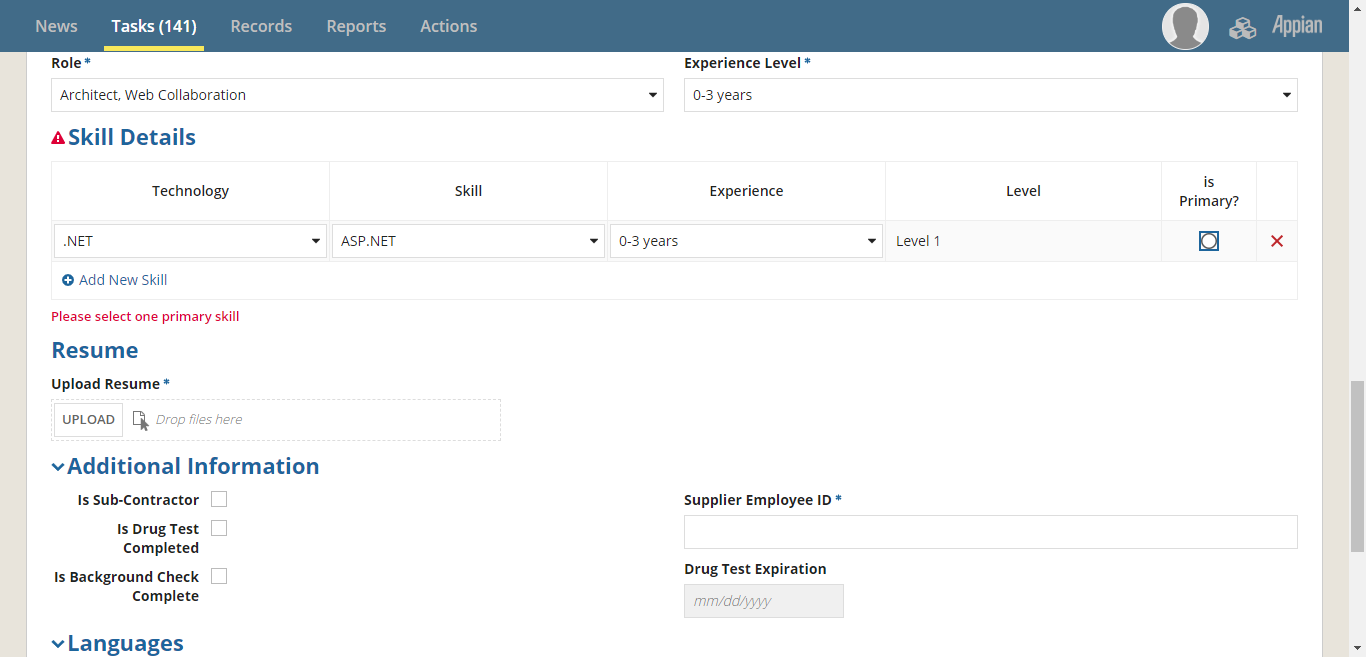 News Tasks (141) Records Reports Actions Appian
Role * Experience Level *
Architect, Web Collaboration 0-3 years
Skill Details
Technology Skill Experience Level is Primary?
.NET ASP.NET 0-3 years Level 1
Add New Skill
Please select one primary skill
Resume
Upload Resume *
UPLOAD Drop files here
Additional Information
Is Sub-Contractor Supplier Employee ID *
Is Drug Test
Completed
Drug Test Expiration
Is Background Check
Complete
mm/dd/yyyy
Languages